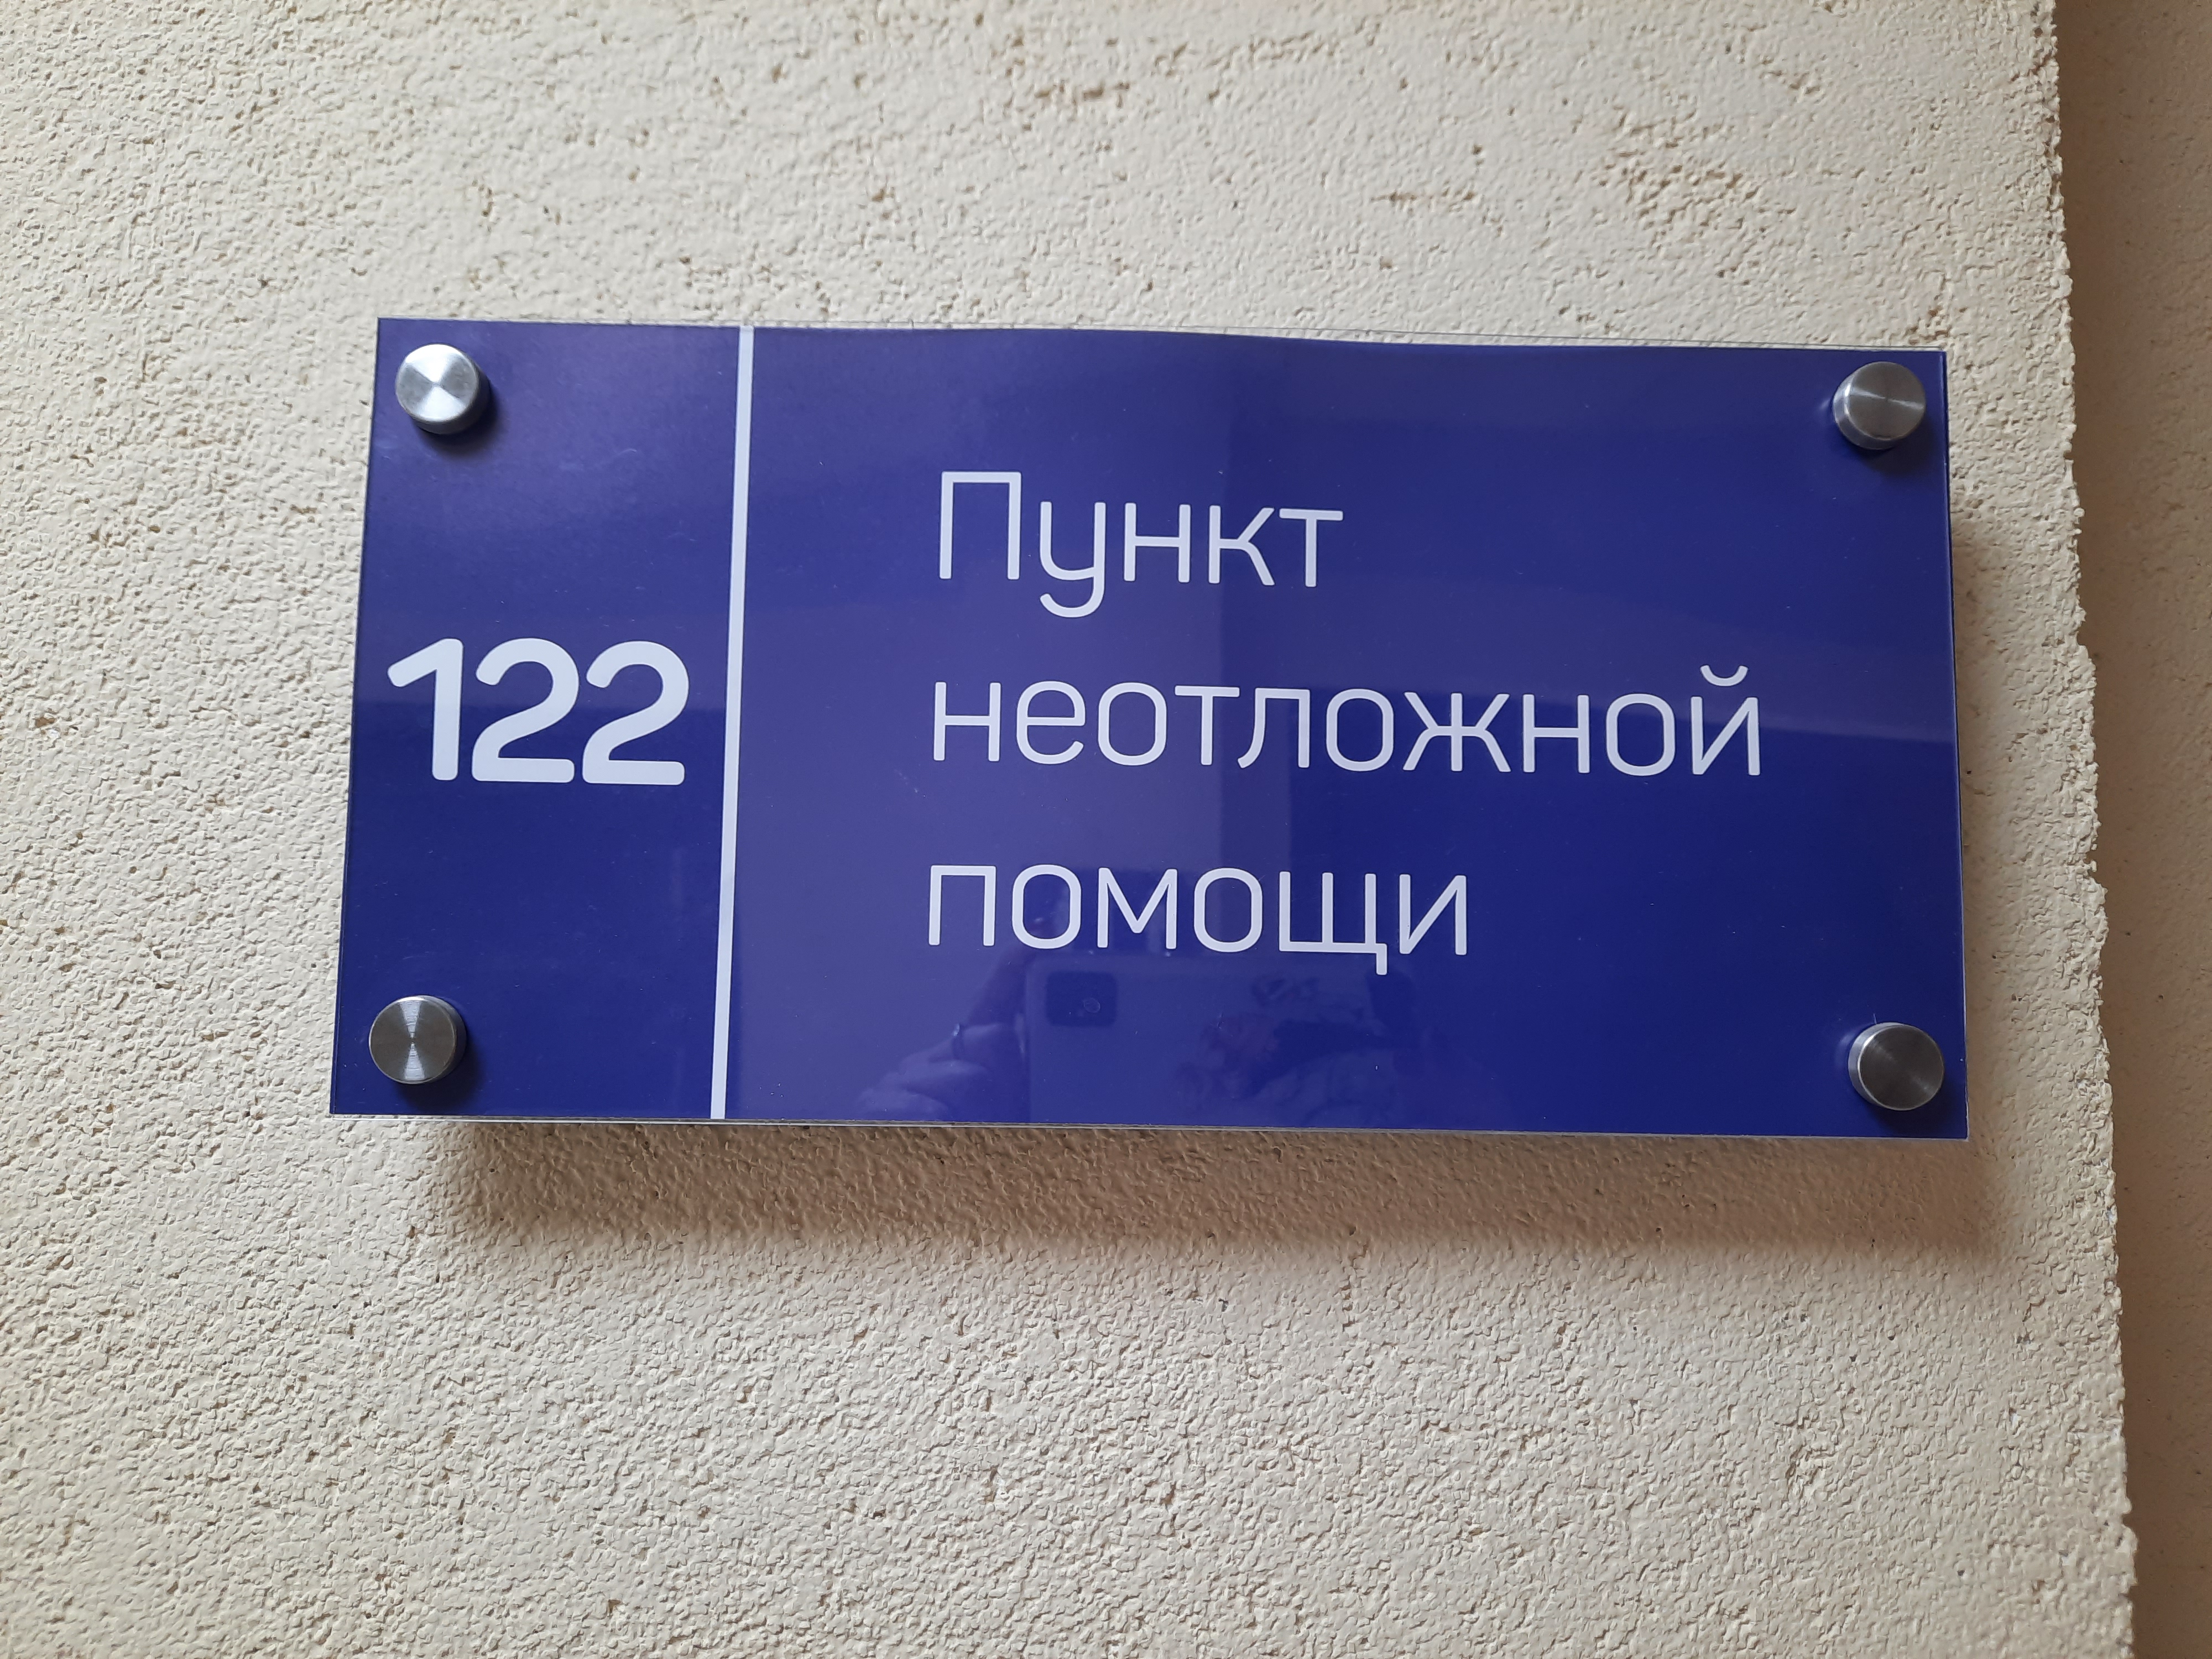 122
Пункт
неотложной
помощи